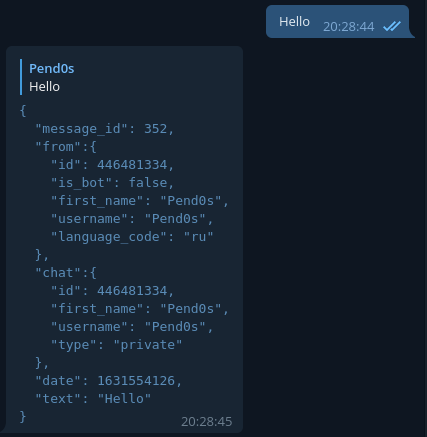 Hello 20:28:44
Pend0s
Hello
{
  "message_id": 352,
  "from":{
    "id": 446481334,
    "is_bot": false,
    "first_name": "Pend0s",
    "username": "Pend0s",
    "language_code": "ru"
  },
  "chat":{
    "id": 446481334,
    "first_name": "Pend0s",
    "username": "Pend0s",
    "type": "private"
  },
  "date": 1631554126,
  "text": "Hello"
}
20:28:45